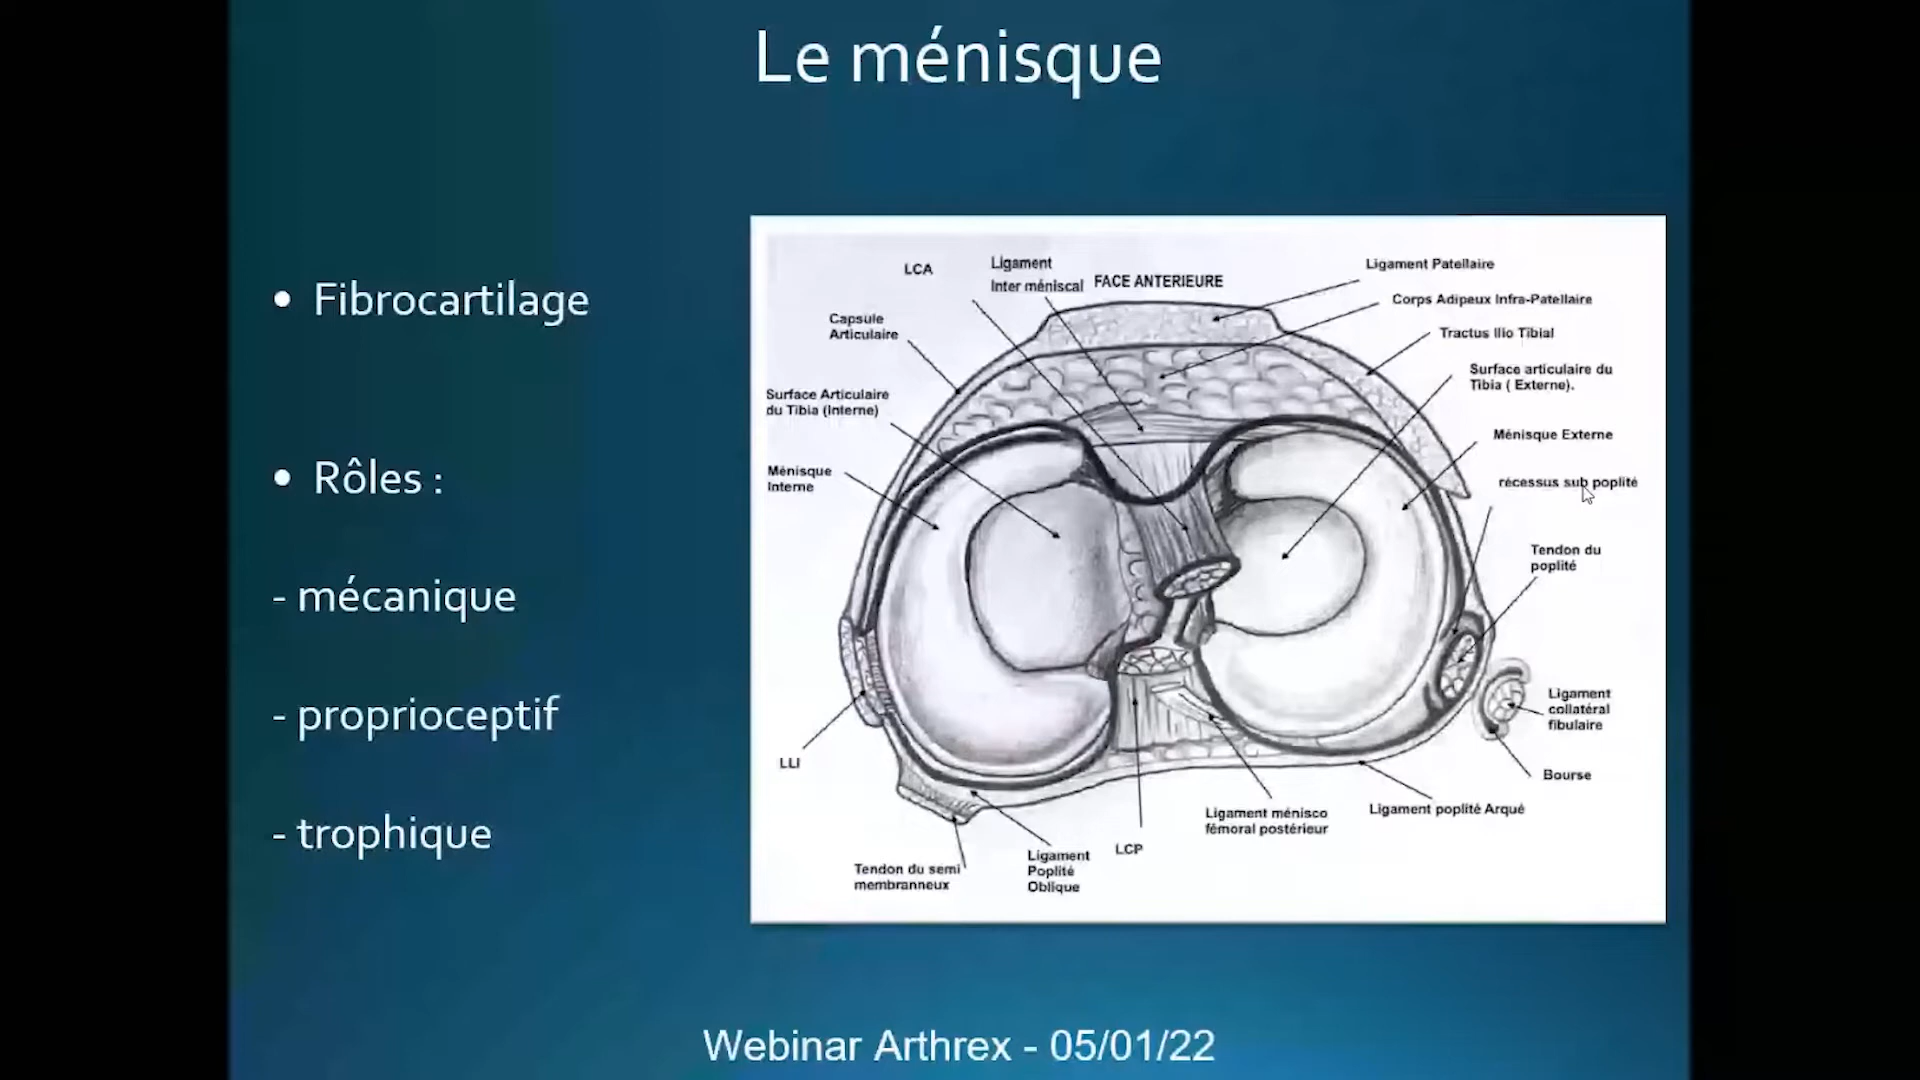 Le ménisque
• Fibrocartilage
• Rôles :
- mécanique
- proprioceptif
- trophique
LCA
Ligament
Inter méniscal
FACE ANTERIEURE
Ligament Patellaire
Corps Adipeux Infra-Patellaire
Capsule
Articulaire
Tractus Ilio Tibial
Surface articulaire du
Tibia ( Externe).
Surface Articulaire
du Tibia (Interne)
Ménisque Externe
Ménisque
Interne
récessus sub poplité
Tendon du
poplité
Ligament
collatéral
fibulaire
LLI
Bourse
Ligament ménisco
fémoral postérieur
Ligament poplité Arqué
LCP
Ligament
Poplité
Oblique
Tendon du semi
membranneux
Webinar Arthrex - 05/01/22